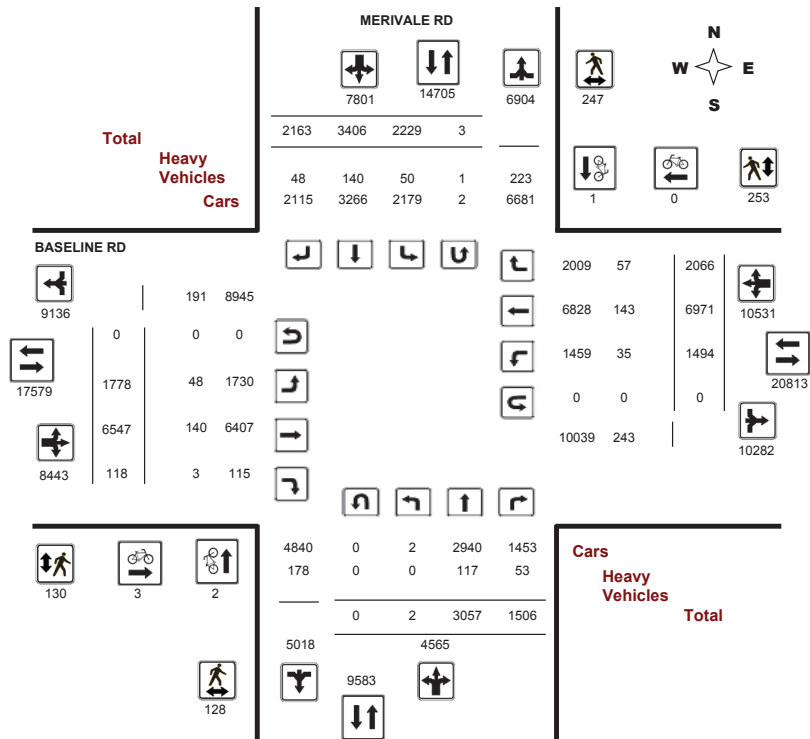 MERIVALE RD
N
W E
S
7801 14705 6904 247
Total 2163 3406 2229 3
Heavy
Vehicles 48 140 50 1 223
Cars 2115 3266 2179 2 6681
1 0 253
BASELINE RD
9136 191 8945
0 0 0
17579
1778 48 1730
6547 140 6407
8443 118 3 115
2009 57 2066
10531
6828 143 6971
1459 35 1494
20813
0 0 0
10039 243 10282
130 3 2
128
4840 0 2 2940 1453
178 0 0 117 53
0 2 3057 1506
5018 4565
9583
Cars
Heavy
Vehicles
Total